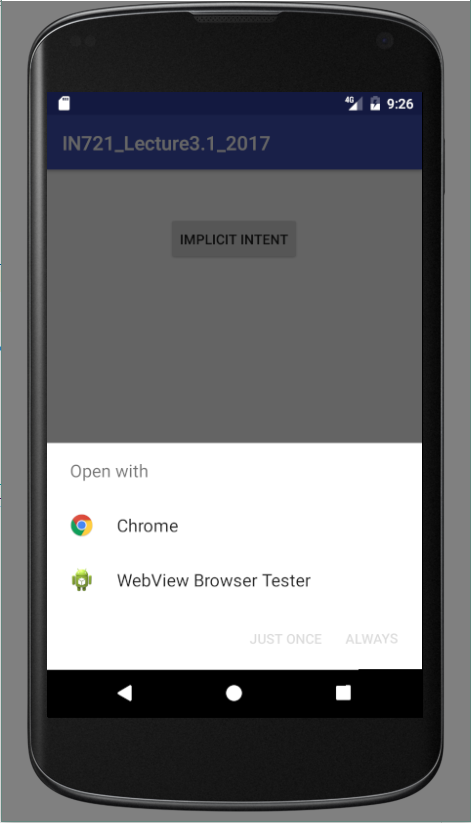 4G 9:26
IN721_Lecture3.1_2017
IMPLICIT INTENT
Open with
Chrome
WebView Browser Tester
JUST ONCE ALWAYS